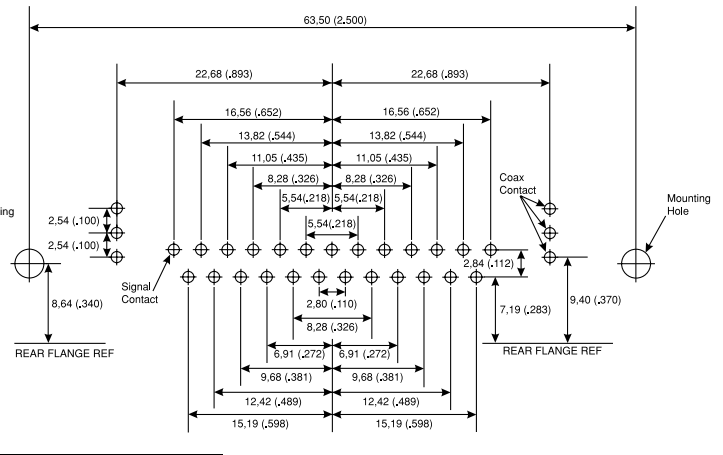 63,50 (2.500)
22,68 (.893) 22,68 (.893)
16,56 (.652) 16,56 (.652)
13,82 (.544) 13,82 (.544)
11,05 (.435) 11,05 (.435)
8,28 (.326) 8,28 (.326)
5,54(.218) 5,54(.218)
5,54(.218)
Coax
Contact
Mounting
Hole
ing
2,54 (.100)
2,54 (.100)
2,84 (.112)
Signal
Contact
8,64 (.340)
2,80 (.110)
7,19 (.283)
9,40 (.370)
8,28 (.326)
REAR FLANGE REF REAR FLANGE REF
6,91 (.272) 6,91 (.272)
9,68 (.381) 9,68 (.381)
12,42 (.489) 12,42 (.489)
15,19 (.598) 15,19 (.598)